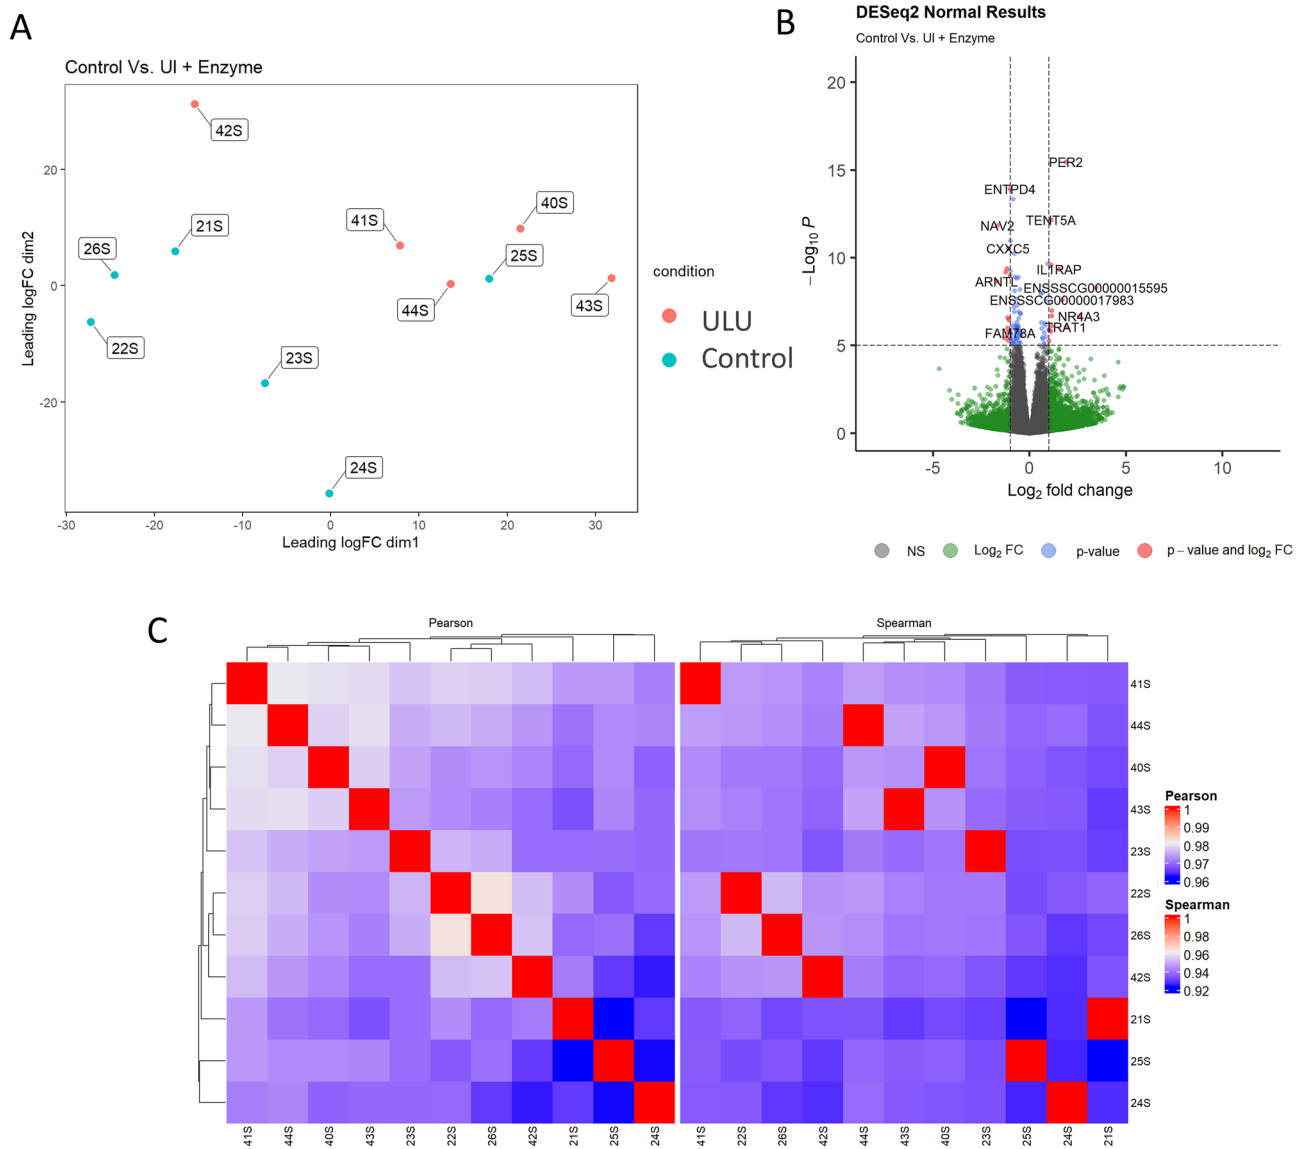 A
Control Vs. UI + Enzyme
Leading logFC dim2
20
0
-20
42S
21S
26S
22S
23S
24S
41S
40S
25S
44S
43S
-30
-20
-10
0
10
20
30
Leading logFC dim1
condition
ULU
Control
B
DESeq2 Normal Results
Control Vs. UI + Enzyme
−Log10 P
20
15
10
5
0
PER2
ENTPD4
TENT5A
NAV2
CXXC5
IL1RAP
ARNTL
ENSSSCG00000015595
ENSSSCG00000017983
NR4A3
TRAT1
FAM78A
-5
0
5
10
Log2 fold change
NS
Log2 FC
p-value
p − value and log2 FC
C
Pearson
Spearman
41S
44S
40S
43S
23S
22S
26S
42S
21S
25S
24S
41S 44S 40S 43S 23S 22S 26S 42S 21S 25S 24S
41S 22S 26S 42S 44S 43S 40S 23S 25S 24S 21S
Pearson
1
0.99
0.98
0.97
0.96
Spearman
1
0.98
0.96
0.94
0.92